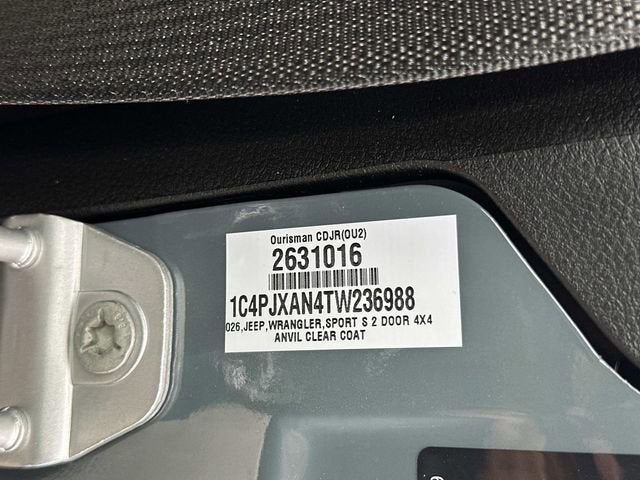 Ourisman CDJR(OU2)
2631016
1C4PJXAN4TW236988
026,JEEP,WRANGLER,SPORT S 2 DOOR 4X4
ANVIL CLEAR COAT